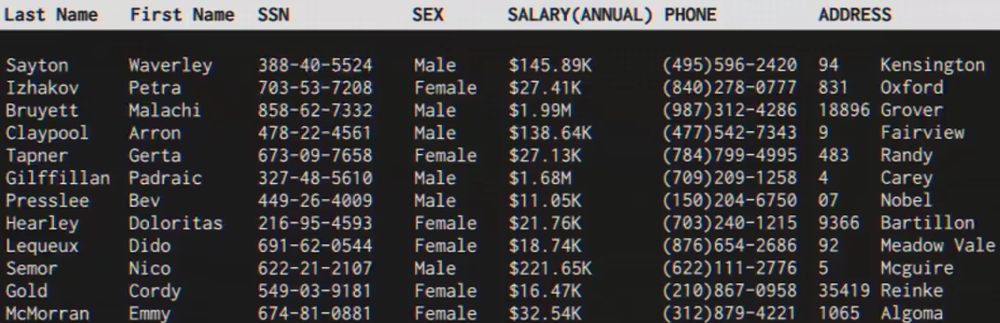 Last Name First Name SSN SEX SALARY(ANNUAL) PHONE ADDRESS
Sayton Waverley 388-40-5524 Male $145.89K (495)596-2420 94 Kensington
Izhakov Petra 703-53-7208 Female $27.41K (840)278-0777 831 Oxford
Bruyett Malachi 858-62-7332 Male $1.99M (987)312-4286 18896 Grover
Claypool Arron 478-22-4561 Male $138.64K (477)542-7343 9 Fairview
Tapner Gerta 673-09-7658 Female $27.13K (784)799-4995 483 Randy
Gilffillan Padraic 327-48-5610 Male $1.68M (709)209-1258 4 Carey
Presslee Bev 449-26-4009 Male $11.05K (150)204-6750 07 Nobel
Hearley Doloritas 216-95-4593 Female $21.76K (703)240-1215 9366 Bartillon
Lequeux Dido 691-62-0544 Female $18.74K (876)654-2686 92 Meadow Vale
Semor Nico 622-21-2107 Male $221.65K (622)111-2776 5 Mcguire
Gold Cordy 549-03-9181 Female $16.47K (210)867-0958 35419 Reinke
McMorran Emmy 674-81-0881 Female $32.54K (312)879-4221 1065 Algoma